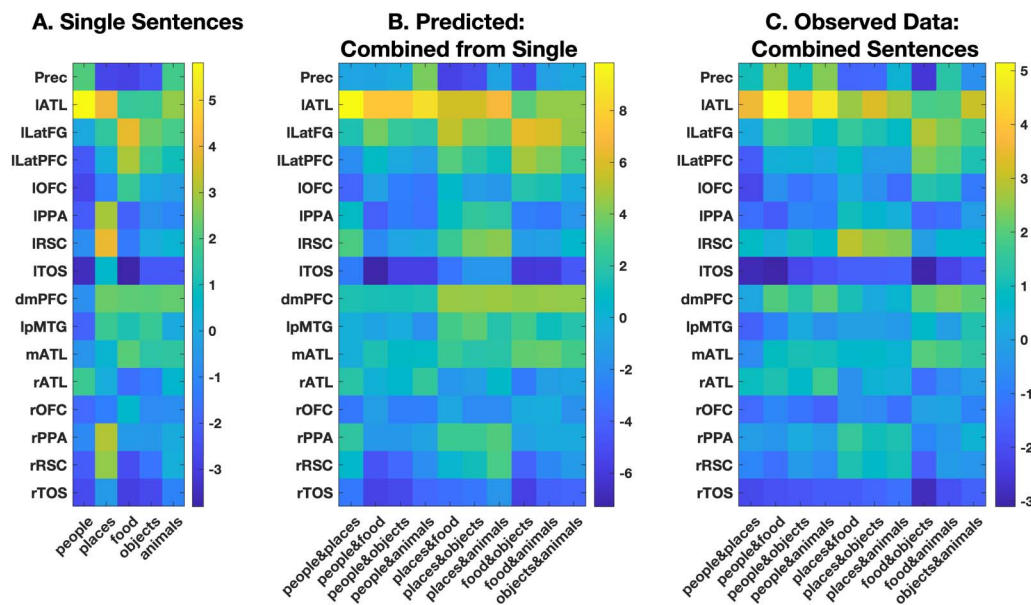 A. Single Sentences
B. Predicted:
Combined from Single
C. Observed Data:
Combined Sentences
Prec
lATL
lLatFG
lLatPFC
lOFC
lPPA
lRSC
lTOS
dmPFC
lpMTG
mATL
rATL
rOFC
rPPA
rRSC
rTOS
people
places
food
objects
animals
5
4
3
2
1
0
-1
-2
-3
Prec
lATL
lLatFG
lLatPFC
lOFC
lPPA
lRSC
lTOS
dmPFC
lpMTG
mATL
rATL
rOFC
rPPA
rRSC
rTOS
people&places
people&food
people&objects
people&animals
places&food
places&objects
places&animals
food&objects
food&animals
objects&animals
8
6
4
2
0
-2
-4
-6
Prec
lATL
lLatFG
lLatPFC
lOFC
lPPA
lRSC
lTOS
dmPFC
lpMTG
mATL
rATL
rOFC
rPPA
rRSC
rTOS
people&places
people&food
people&objects
people&animals
places&food
places&objects
places&animals
food&objects
food&animals
objects&animals
5
4
3
2
1
0
-1
-2
-3